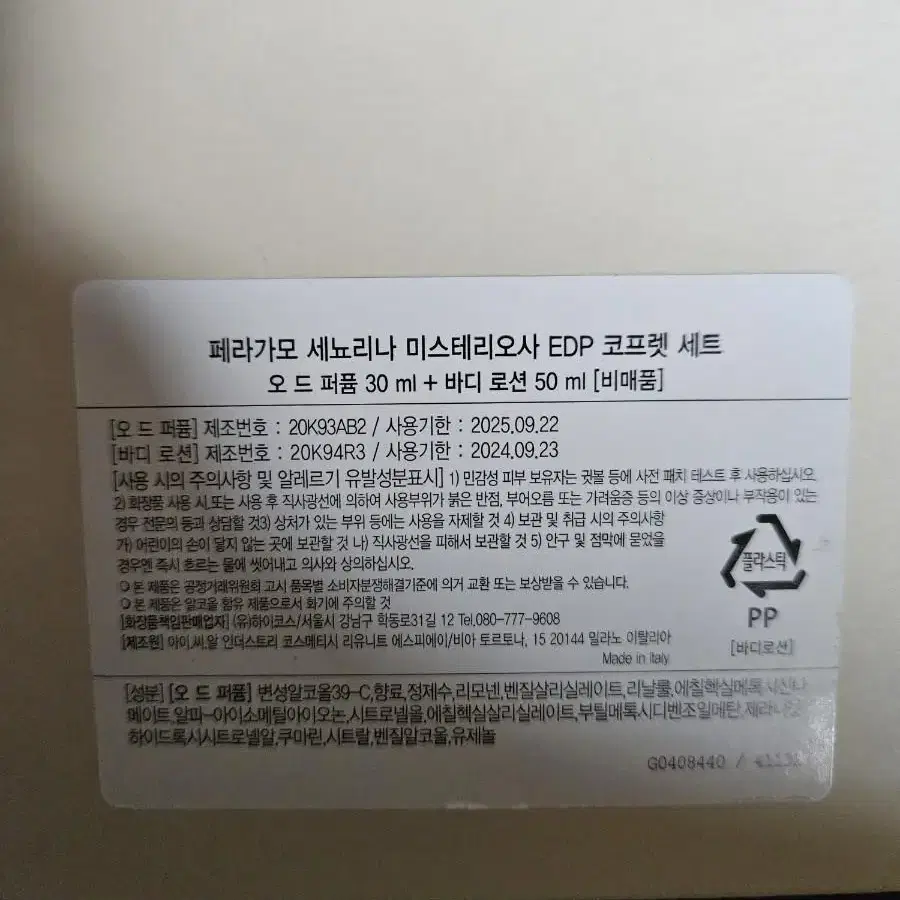 페라가모 세뇨리나 미스테리오사 EDP 코프렛 세트
오 드 퍼퓸 30 ml + 바디 로션 50 ml [비매품]
[오 드 퍼퓸] 제조번호 : 20K93AB2 / 사용기한 : 2025.09.22
[바디 로션] 제조번호 : 20K94R3 / 사용기한 : 2024.09.23
[사용 시의 주의사항 및 알레르기 유발성분표시] 1) 민감성 피부 보유자는 귓볼 등에 사전 패치 테스트 후 사용하십시오.
2) 화장품 사용 시 또는 사용 후 직사광선에 의하여 사용부위가 붉은 반점, 부어오름 또는 가려움증 등의 이상 증상이나 부작용이 있는
경우 전문의 등과 상담할 것3) 상처가 있는 부위 등에는 사용을 자제할 것 4) 보관 및 취급 시의 주의사항
가) 어린이의 손이 닿지 않는 곳에 보관할 것 나) 직사광선을 피해서 보관할 것 5) 안구 및 점막에 묻었을
경우엔 즉시 흐르는 물에 씻어내고 의사와 상의하십시오.
○ 본 제품은 공정거래위원회 고시 품목별 소비자분쟁해결기준에 의거 교환 또는 보상받을 수 있습니다.
○ 본 제품은 알코올 함유 제품으로서 화기에 주의할 것
[화장품책임판매업자] (유)하이코스/서울시 강남구 학동로31길 12 Tel.080-777-9608
[제조원] 아이.씨.알 인더스트리 코스메티시 리유니트 에스피에이/비아 토르토나, 15 20144 밀라노 이탈리아
Made in Italy
플라스틱
PP
[바디로션]
[성분] [오 드 퍼퓸] 변성알코올39-C,향료,정제수,리모넨,벤질살리실레이트,리날룰,에칠헥실메톡시신나
메이트,알파-아이소메틸아이오논,시트로넬올,에칠헥실살리실레이트,부틸메톡시디벤조일메탄,
하이드록시시트로넬알,쿠마린,시트랄,벤질알코올,유제놀
G0408440 /